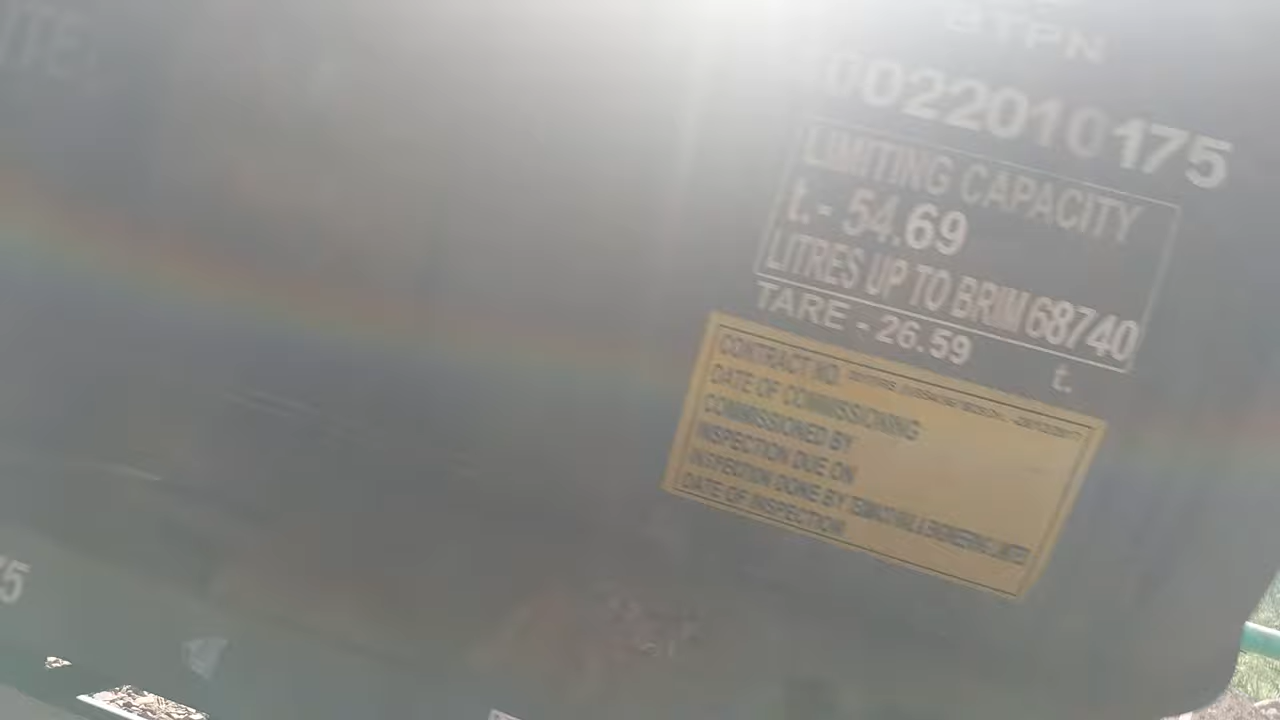 BTPN
0022010175
LIMITING CAPACITY
t.- 54.69
LITRES UP TO BRIM 68740
TARE - 26.59 t.
CONTRACT NO
DATE OF COMMISSIONING
COMMISSIONED BY
INSPECTION DUE ON
INSPECTION DONE BY
DATE OF INSPECTION